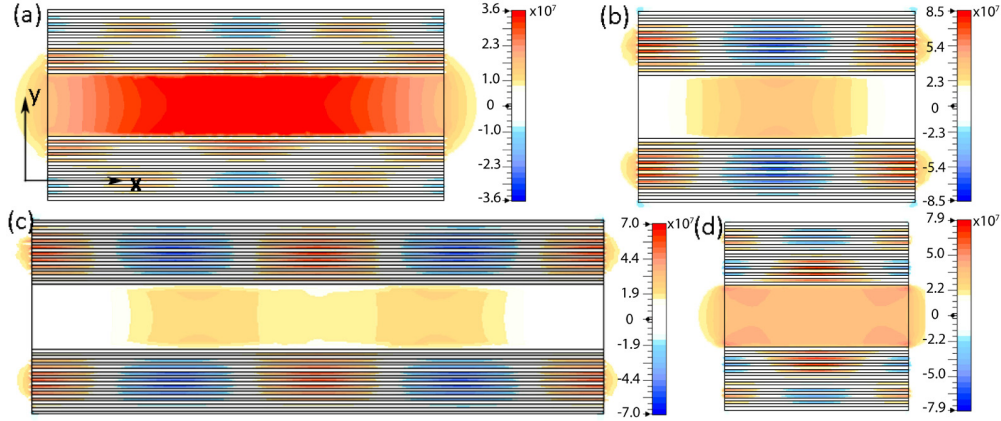 (a)
y
x
3.6 x10⁷
2.3
1.0
0
-1.0
-2.3
-3.6
(b)
8.5 x10⁷
5.4
2.3
0
-2.3
-5.4
-8.5
(c)
7.0 x10⁷
4.4
1.9
0
-1.9
-4.4
-7.0
(d)
7.9 x10⁷
5.0
2.2
0
-2.2
-5.0
-7.9